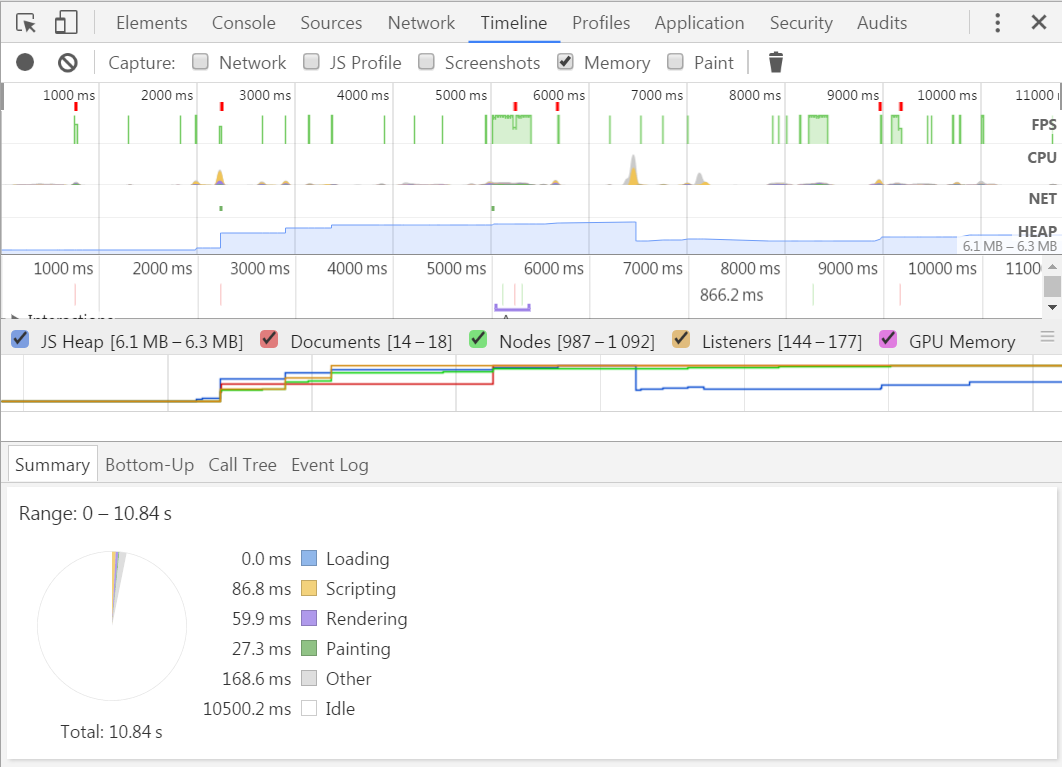 Elements Console Sources Network Timeline Profiles Application Security Audits
Capture: Network JS Profile Screenshots Memory Paint
1000 ms 2000 ms 3000 ms 4000 ms 5000 ms 6000 ms 7000 ms 8000 ms 9000 ms 10000 ms 11000
FPS
CPU
NET
HEAP
6.1 MB – 6.3 MB
1000 ms 2000 ms 3000 ms 4000 ms 5000 ms 6000 ms 7000 ms 8000 ms 9000 ms 10000 ms 1100
866.2 ms
Interactions
JS Heap [6.1 MB – 6.3 MB] Documents [14 – 18] Nodes [987 – 1 092] Listeners [144 – 177] GPU Memory
Summary Bottom-Up Call Tree Event Log
Range: 0 – 10.84 s
0.0 ms Loading
86.8 ms Scripting
59.9 ms Rendering
27.3 ms Painting
168.6 ms Other
10500.2 ms Idle
Total: 10.84 s